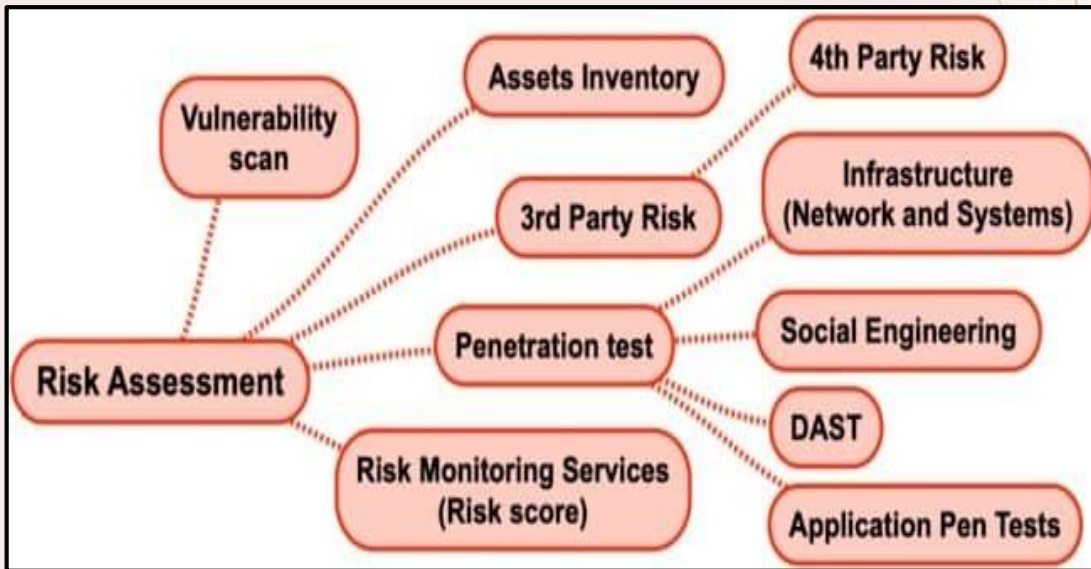 Vulnerability
scan
Assets Inventory
4th Party Risk
3rd Party Risk
Infrastructure
(Network and Systems)
Risk Assessment
Penetration test
Social Engineering
DAST
Risk Monitoring Services
(Risk score)
Application Pen Tests